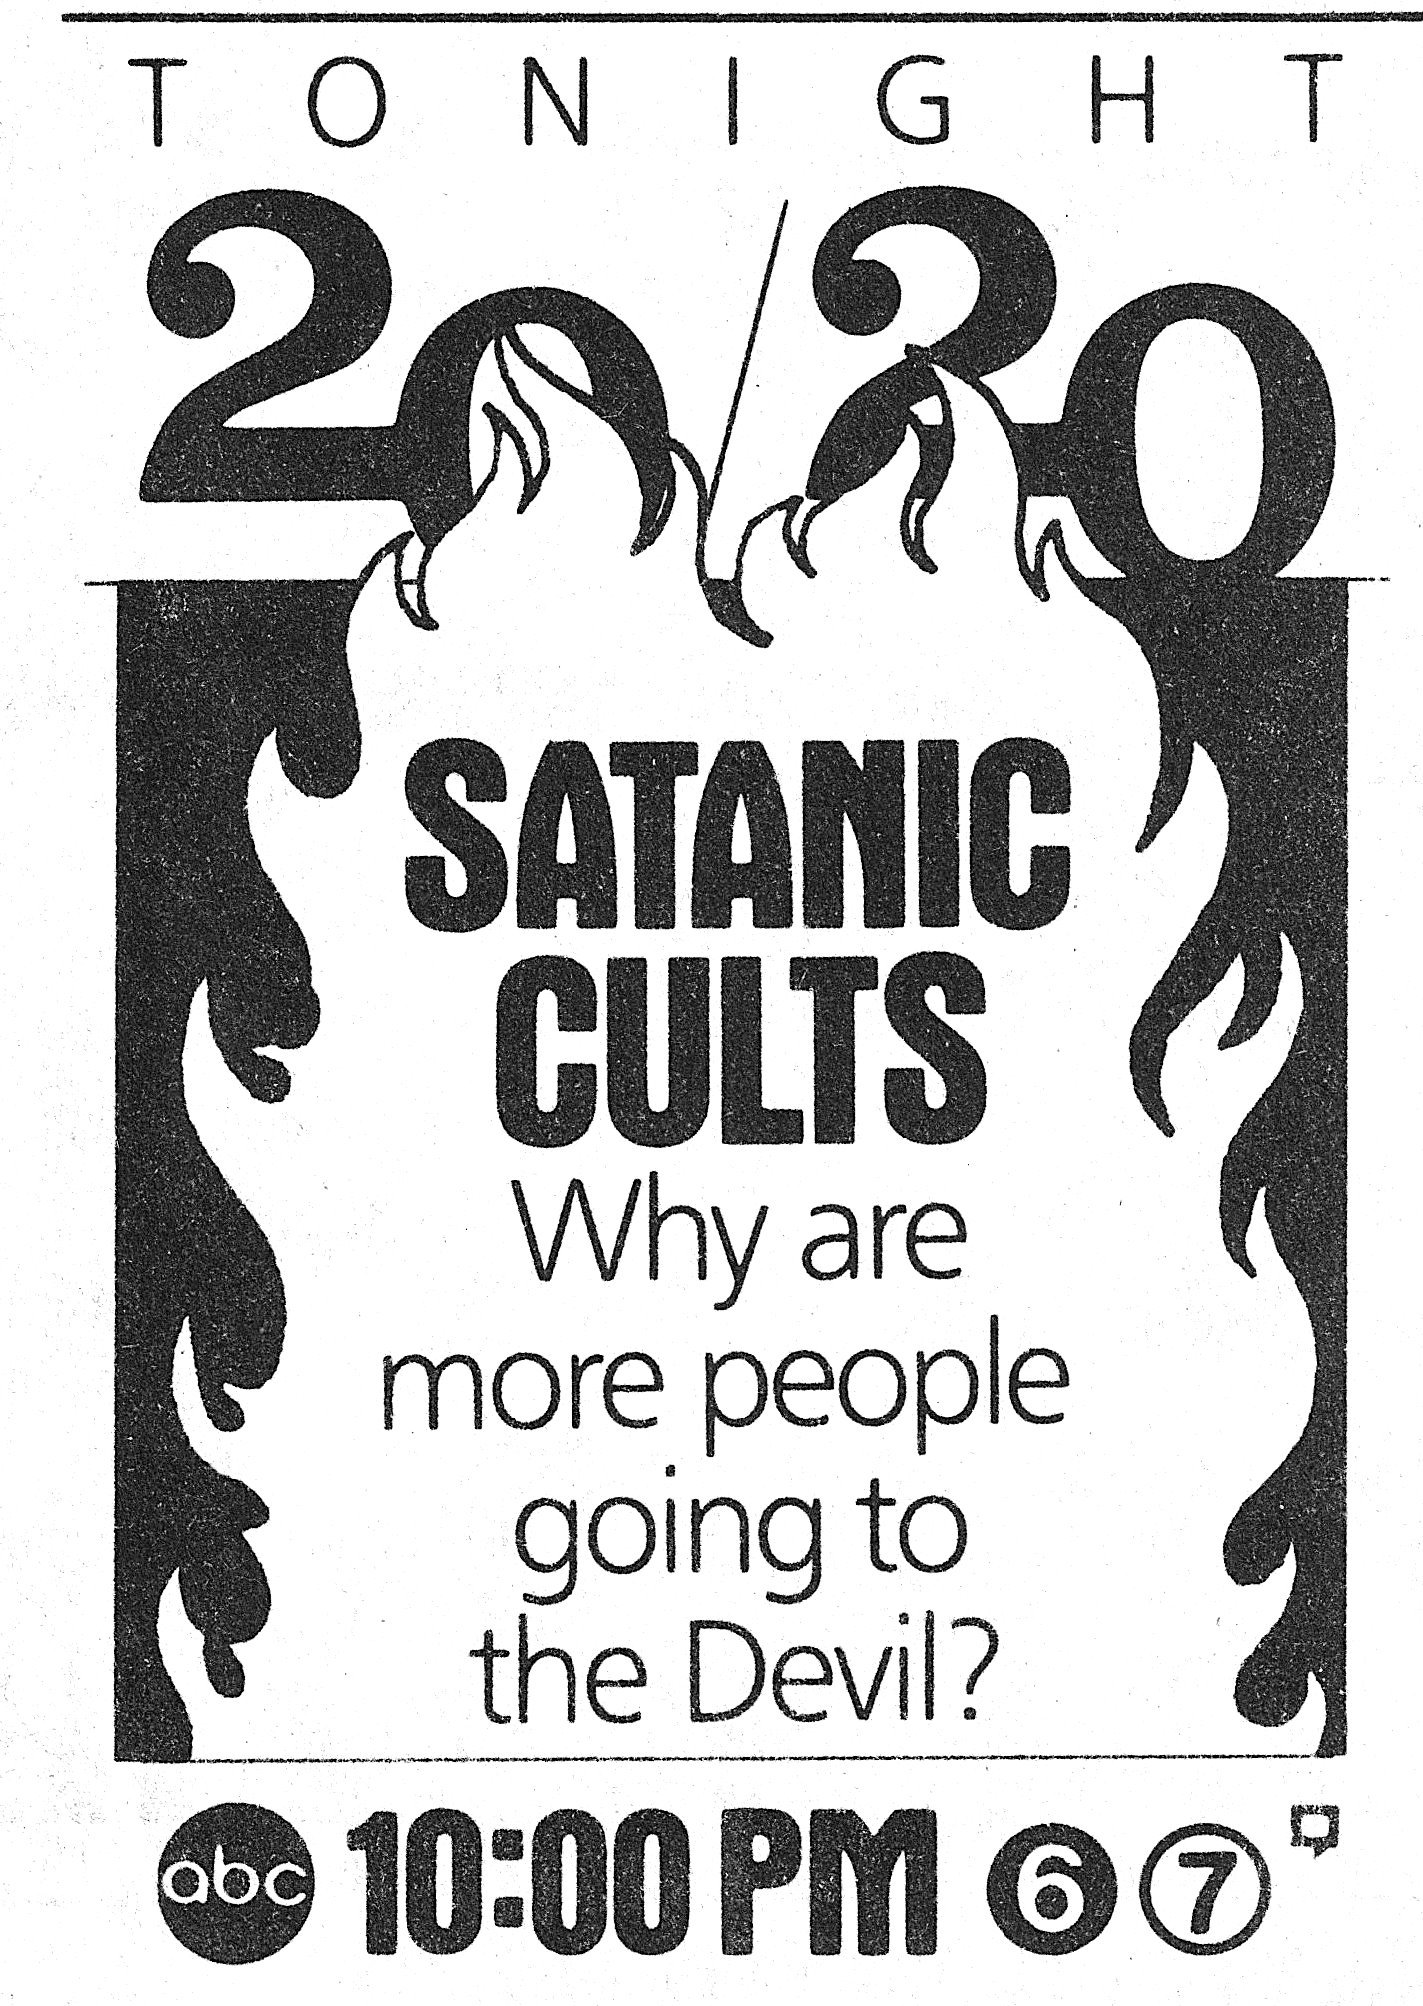 TONIGHT
20/20
SATANIC
CULTS
Why are
more people
going to
the Devil?
abc 10:00 PM 6 7